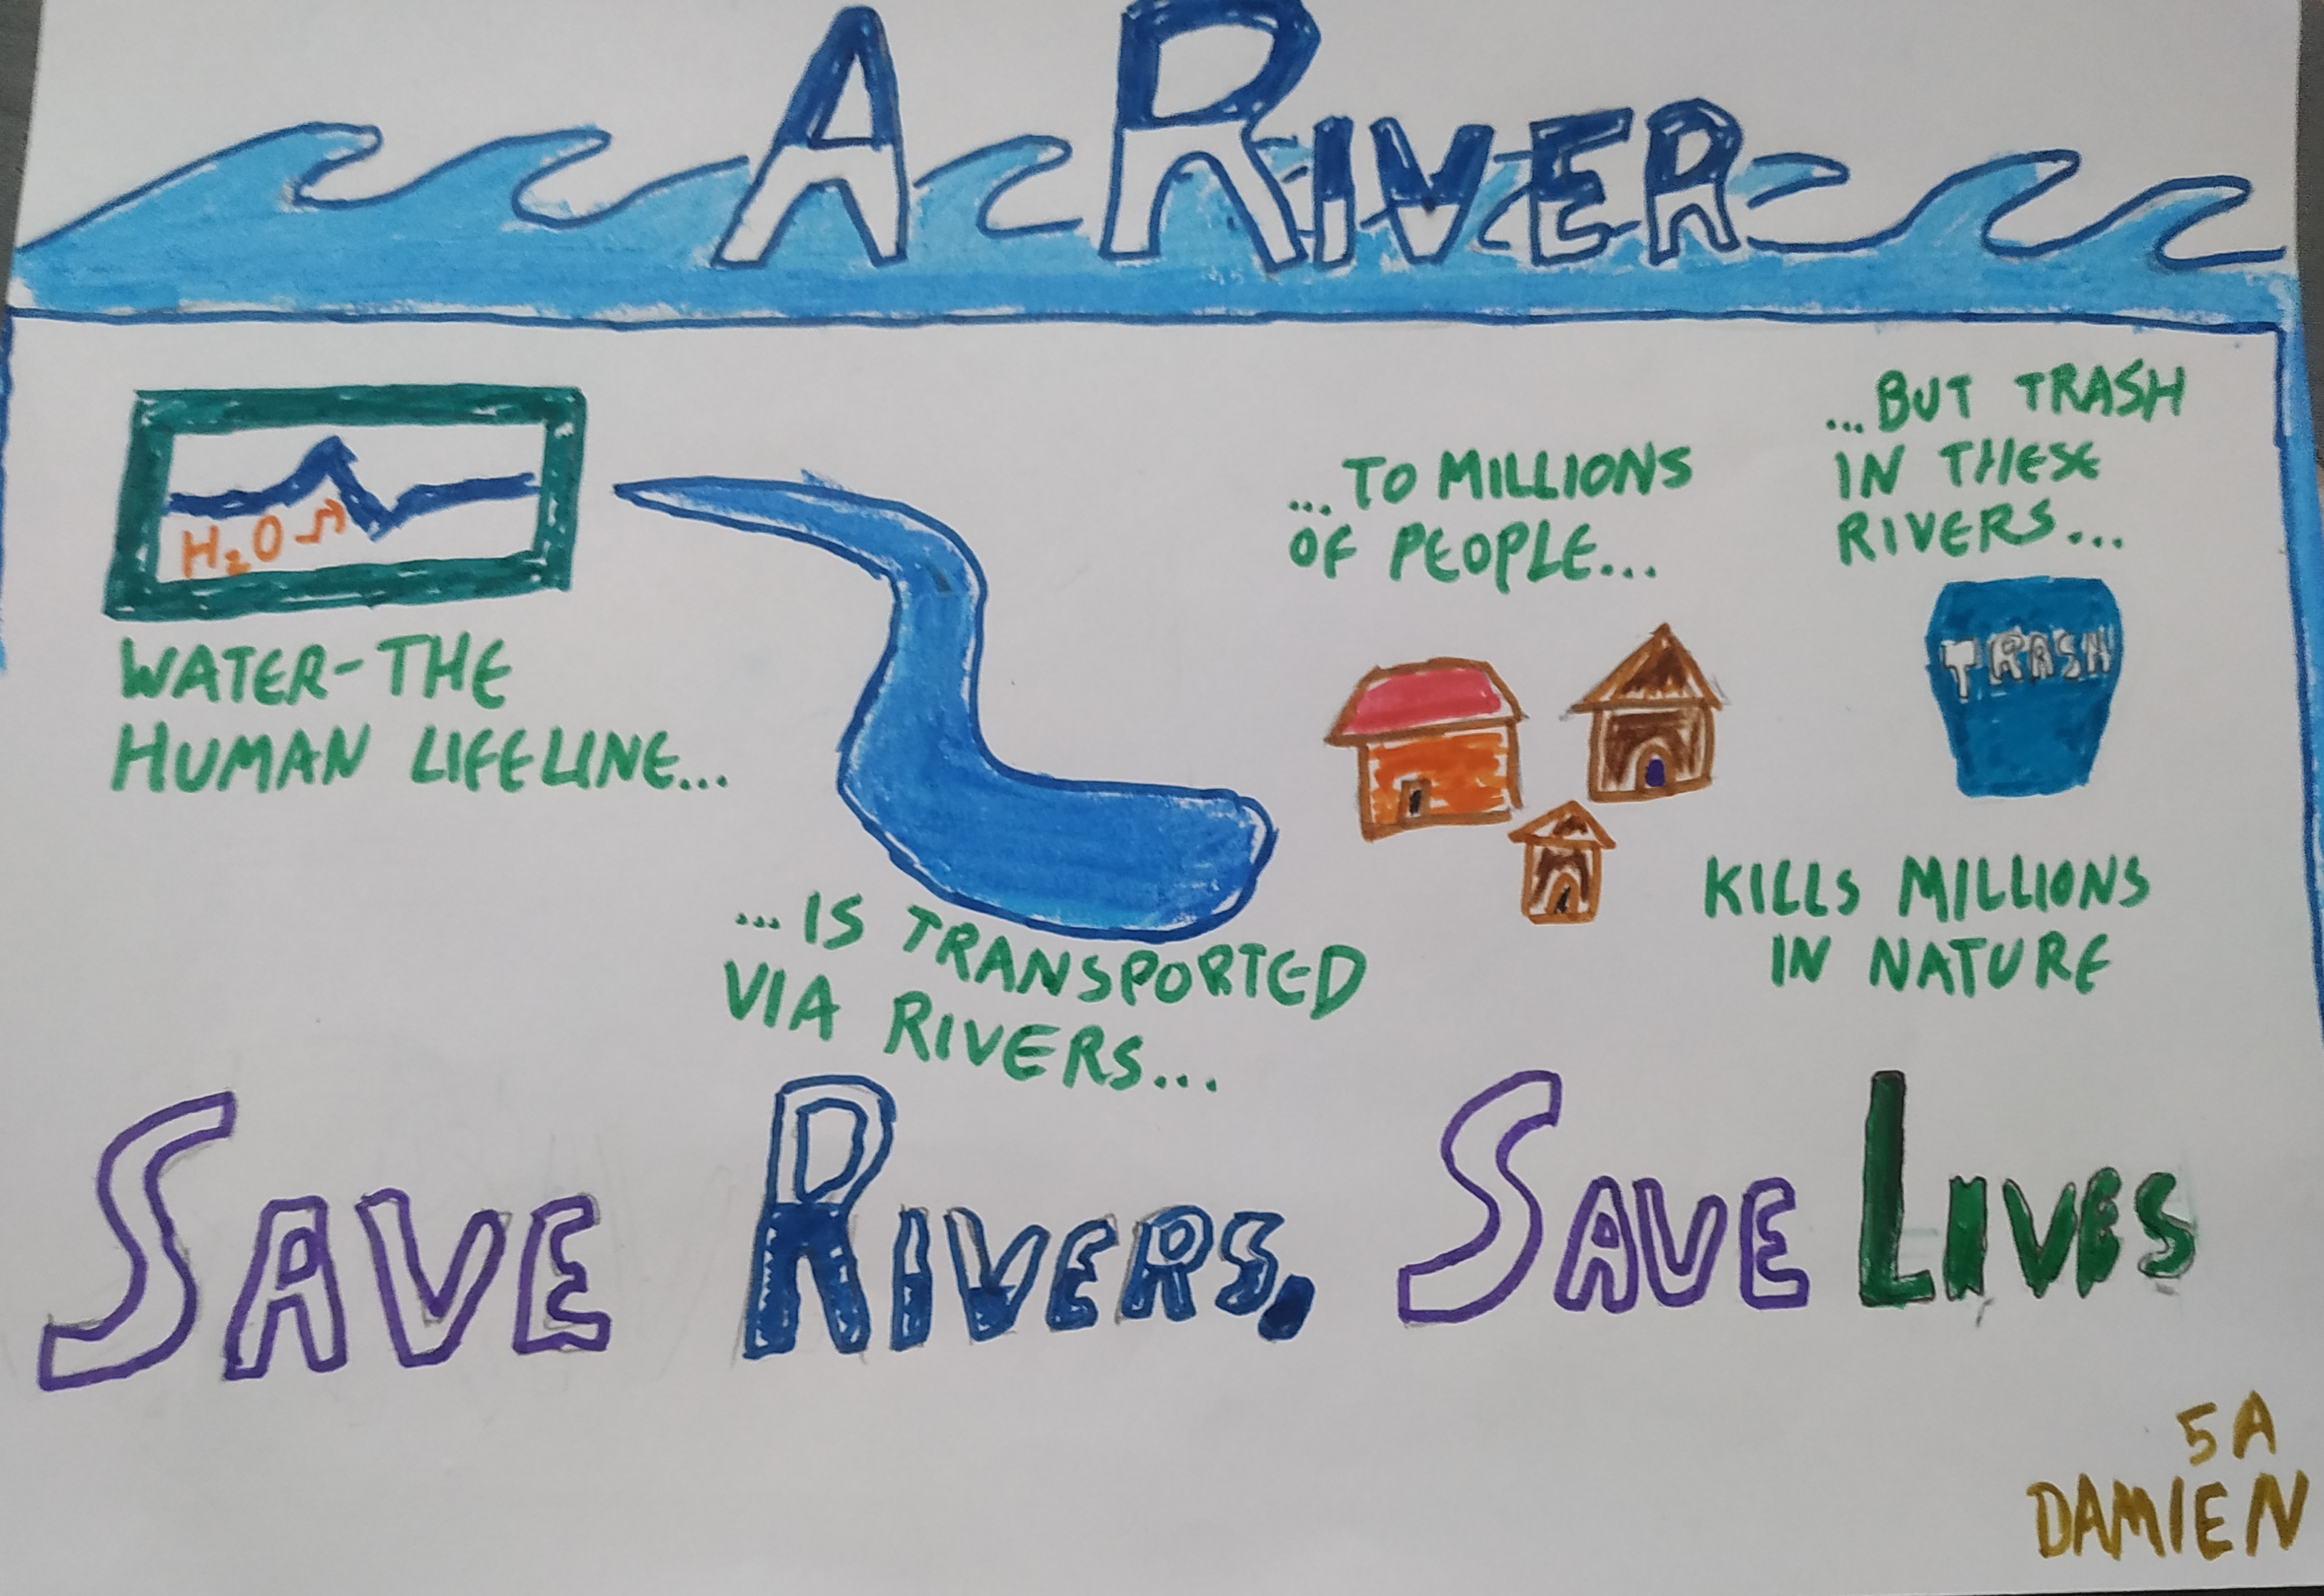 A RIVER
H₂O
WATER-THE
HUMAN LIFELINE...
...IS TRANSPORTED
VIA RIVERS...
...TO MILLIONS
OF PEOPLE...
...BUT TRASH
IN THESE
RIVERS...
TRASH
KILLS MILLIONS
IN NATURE
SAVE RIVERS, SAVE LIVES
5A
DAMIEN